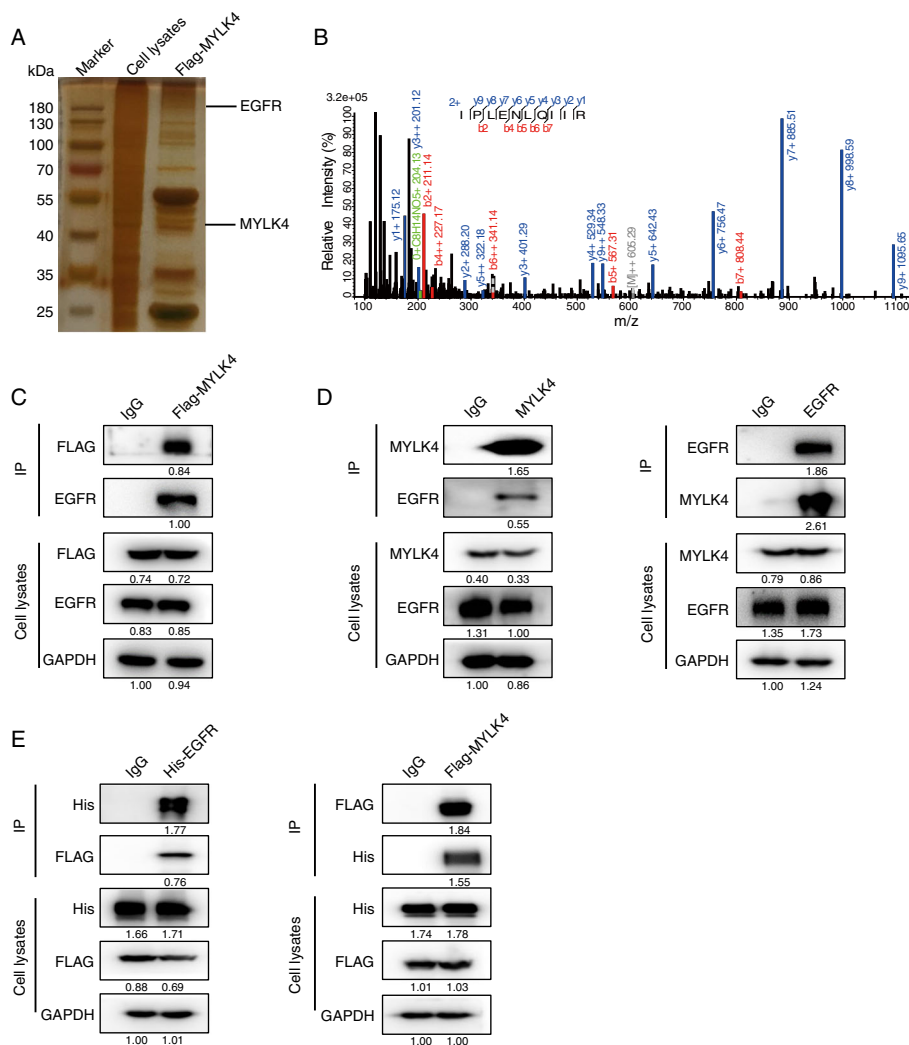 A
Marker
Cell lysates
Flag-MYLK4
kDa
180
130
100
70
55
40
35
25
EGFR
MYLK4
B
3.2e+05
2+ y9 y8 y7 y6 y5 y4 y3 y2 y1
I P L E N L Q I I R
b2 b4 b5 b6 b7
Relative Intensity (%)
100
90
80
70
60
50
40
30
20
10
0
y1+ 175.12
y3++ 201.12
0+C8H14NO5+ 204.13
b2+ 211.14
b4++ 227.17
y2+ 288.20
y5++ 322.18
b6++ 341.14
y3+ 401.29
y4+ 529.34
y9++ 548.33
b5+ 567.31
[M]++ 605.29
y5+ 642.43
y6+ 756.47
b7+ 808.44
y7+ 885.51
y8+ 998.59
y9+ 1095.65
100 200 300 400 500 600 700 800 900 1000 1100
m/z
C
IgG
Flag-MYLK4
IP
FLAG
0.84
EGFR
1.00
Cell lysates
FLAG
0.74 0.72
EGFR
0.83 0.85
GAPDH
1.00 0.94
D
IgG
MYLK4
IP
MYLK4
1.65
EGFR
0.55
Cell lysates
MYLK4
0.40 0.33
EGFR
1.31 1.00
GAPDH
1.00 0.86
IgG
EGFR
IP
EGFR
1.86
MYLK4
2.61
Cell lysates
MYLK4
0.79 0.86
EGFR
1.35 1.73
GAPDH
1.00 1.24
E
IgG
His-EGFR
IP
His
1.77
FLAG
0.76
Cell lysates
His
1.66 1.71
FLAG
0.88 0.69
GAPDH
1.00 1.01
IgG
Flag-MYLK4
IP
FLAG
1.84
His
1.55
Cell lysates
His
1.74 1.78
FLAG
1.01 1.03
GAPDH
1.00 1.00